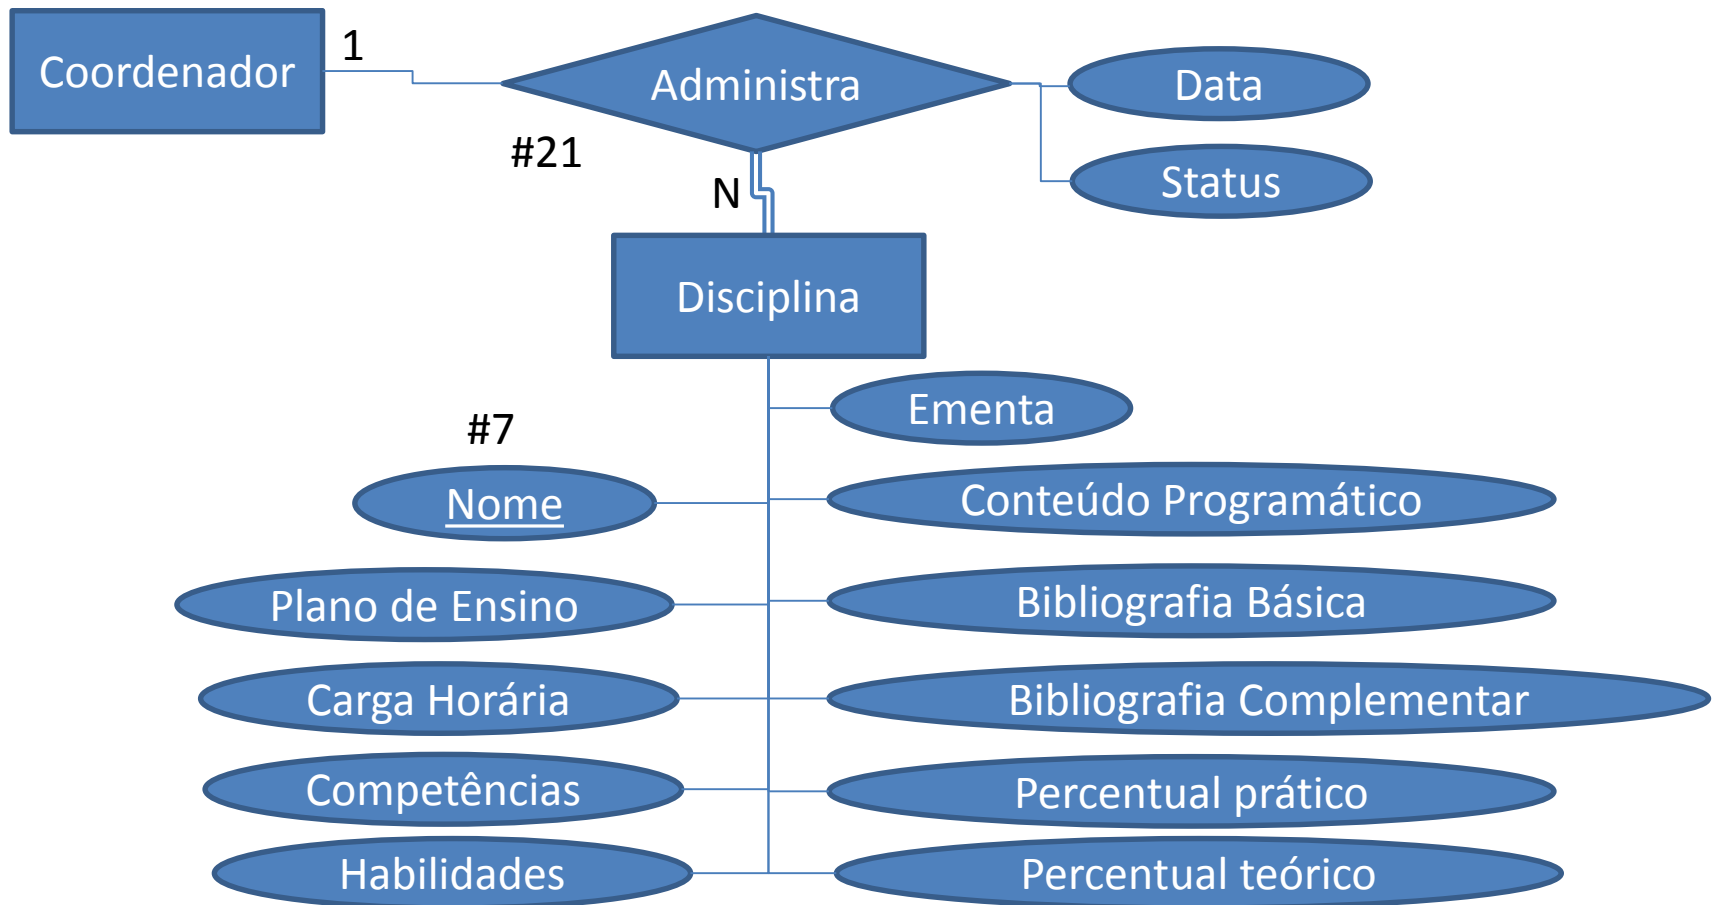 Coordenador
1
Administra
Data
#21
Status
N
Disciplina
Ementa
#7
Nome
Conteúdo Programático
Plano de Ensino
Bibliografia Básica
Carga Horária
Bibliografia Complementar
Competências
Percentual prático
Habilidades
Percentual teórico